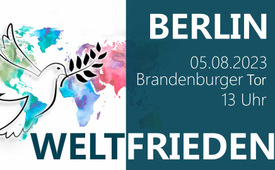 BERLIN
05.08.2023
Brandenburger Tor
13 Uhr
WELTFRIEDEN